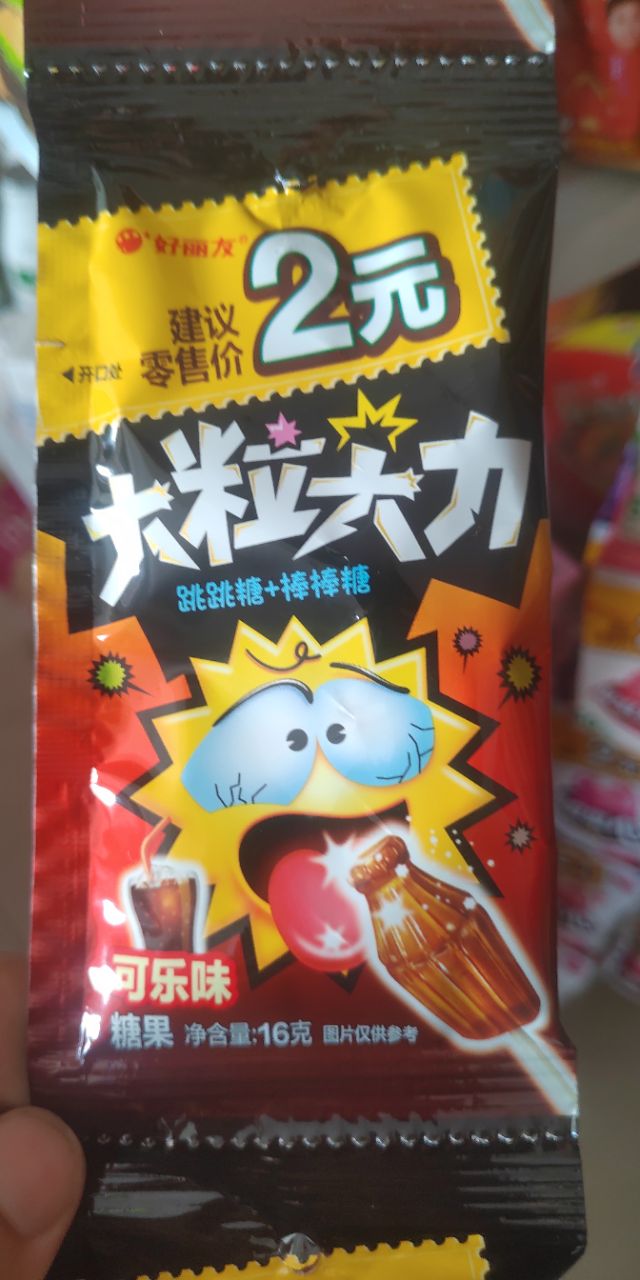 好丽友
建议
零售价
2元
◀开口处
大粒大力
跳跳糖+棒棒糖
可乐味
糖果 净含量:16克 图片仅供参考